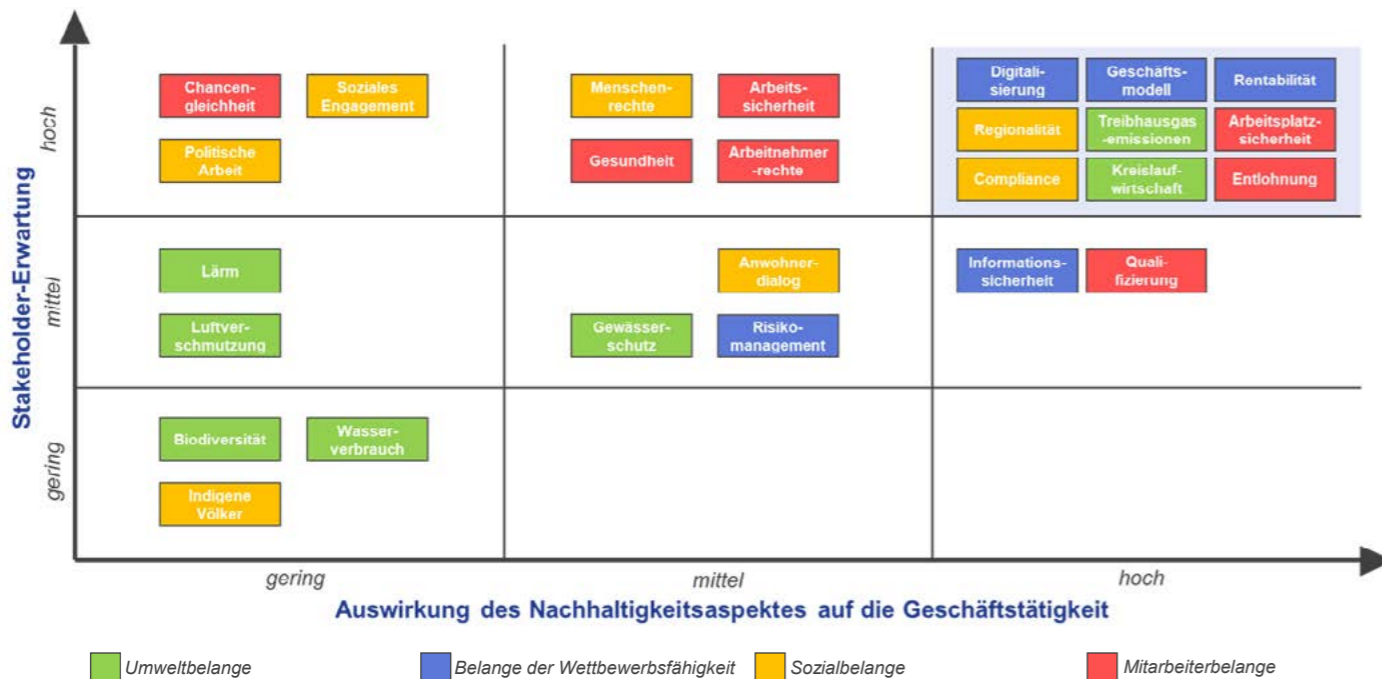 Stakeholder-Erwartung
hoch
mittel
gering
Chancen-
gleichheit
Soziales
Engagement
Politische
Arbeit
Menschen-
rechte
Arbeits-
sicherheit
Gesundheit
Arbeitnehmer
-rechte
Digitali-
sierung
Geschäfts-
modell
Rentabilität
Regionalität
Treibhausgas
-emissionen
Arbeitsplatz-
sicherheit
Compliance
Kreislauf-
wirtschaft
Entlohnung
Lärm
Luftver-
schmutzung
Anwohner-
dialog
Gewässer-
schutz
Risiko-
management
Informations-
sicherheit
Quali-
fizierung
Biodiversität
Wasser-
verbrauch
Indigene
Völker
gering
mittel
hoch
Auswirkung des Nachhaltigkeitsaspektes auf die Geschäftstätigkeit
Umweltbelange
Belange der Wettbewerbsfähigkeit
Sozialbelange
Mitarbeiterbelange